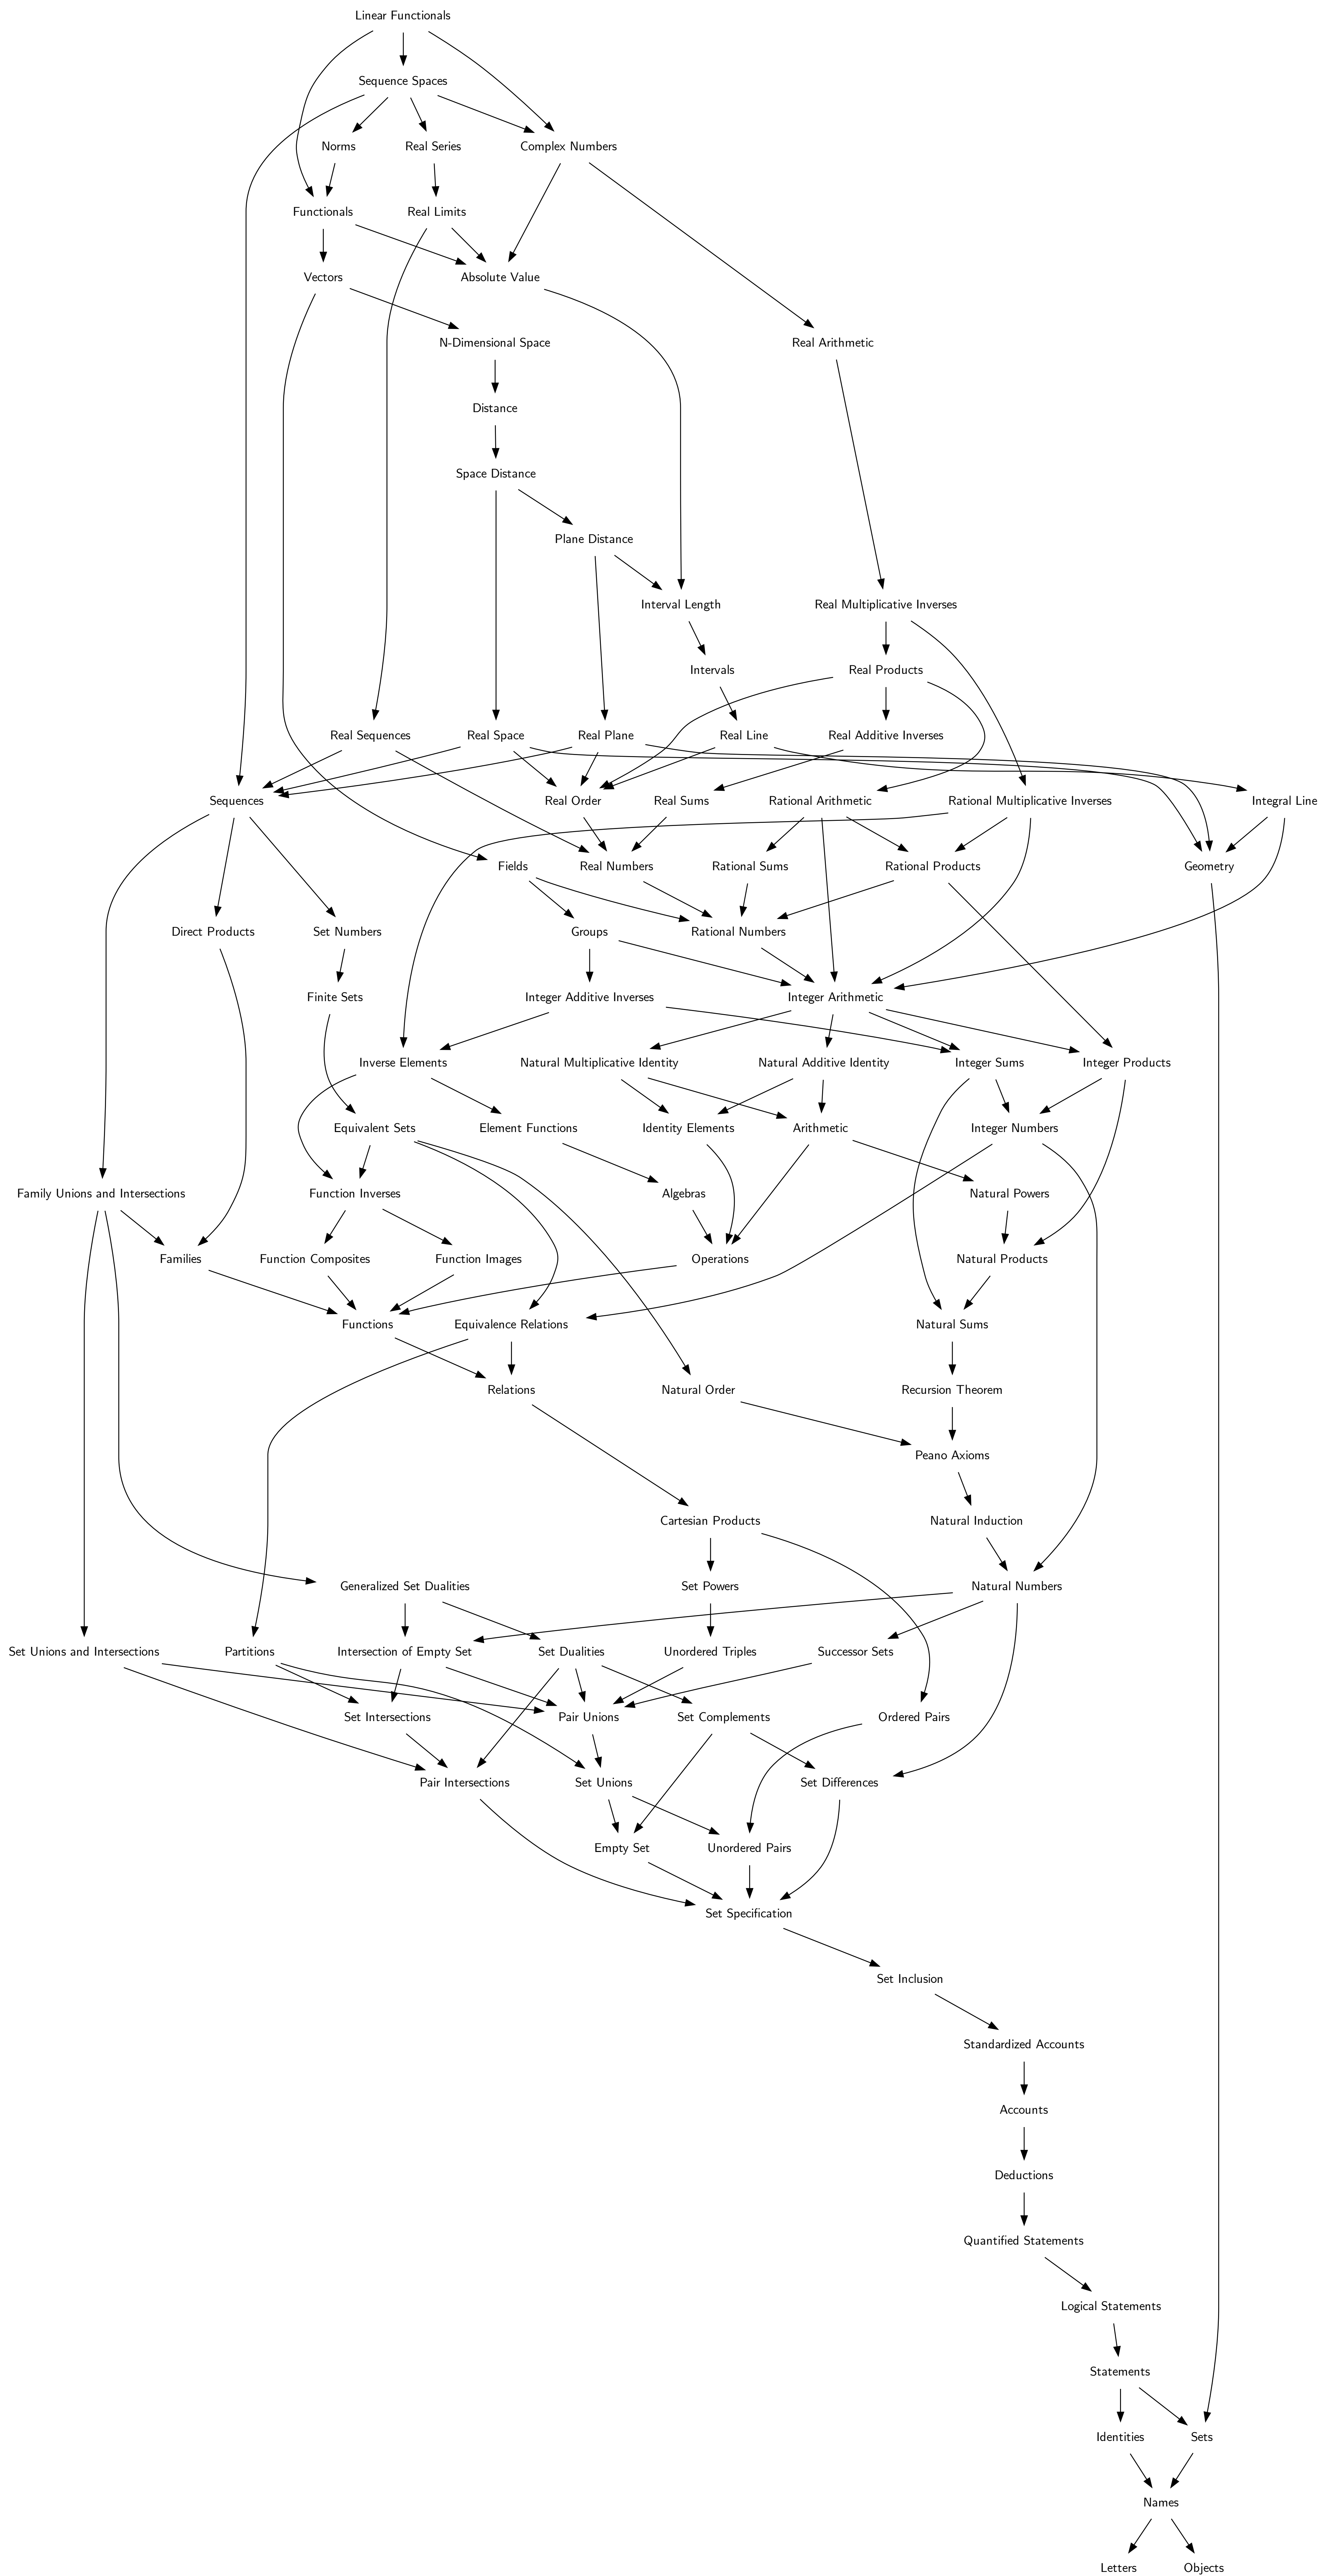 Linear Functionals
Sequence Spaces
Norms
Real Series
Complex Numbers
Functionals
Real Limits
Vectors
Absolute Value
N-Dimensional Space
Real Arithmetic
Distance
Space Distance
Plane Distance
Interval Length
Real Multiplicative Inverses
Intervals
Real Products
Real Sequences
Real Space
Real Plane
Real Line
Real Additive Inverses
Sequences
Real Order
Real Sums
Rational Arithmetic
Rational Multiplicative Inverses
Integral Line
Fields
Real Numbers
Rational Sums
Rational Products
Geometry
Direct Products
Set Numbers
Groups
Rational Numbers
Finite Sets
Integer Additive Inverses
Integer Arithmetic
Inverse Elements
Natural Multiplicative Identity
Natural Additive Identity
Integer Sums
Integer Products
Equivalent Sets
Element Functions
Identity Elements
Arithmetic
Integer Numbers
Family Unions and Intersections
Function Inverses
Algebras
Natural Powers
Families
Function Composites
Function Images
Operations
Natural Products
Functions
Equivalence Relations
Natural Sums
Relations
Natural Order
Recursion Theorem
Peano Axioms
Cartesian Products
Natural Induction
Generalized Set Dualities
Set Powers
Natural Numbers
Set Unions and Intersections
Partitions
Intersection of Empty Set
Set Dualities
Unordered Triples
Successor Sets
Set Intersections
Pair Unions
Set Complements
Ordered Pairs
Pair Intersections
Set Unions
Set Differences
Empty Set
Unordered Pairs
Set Specification
Set Inclusion
Standardized Accounts
Accounts
Deductions
Quantified Statements
Logical Statements
Statements
Identities
Sets
Names
Letters
Objects